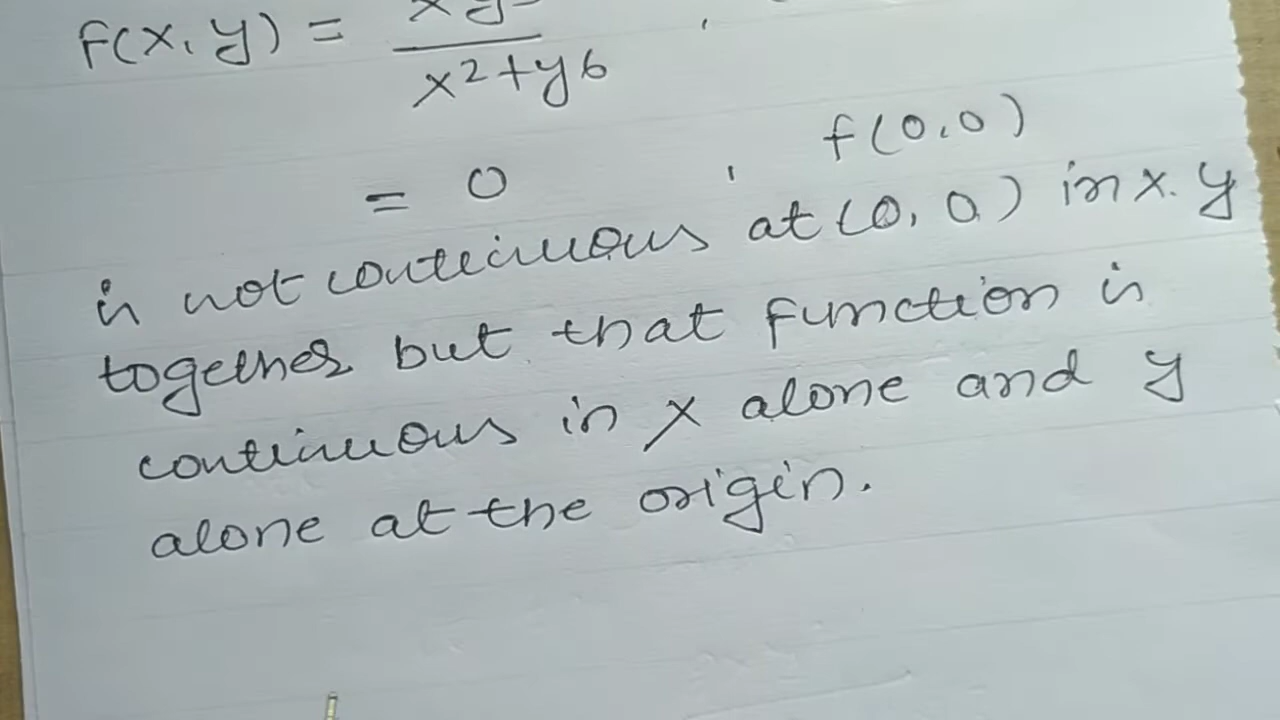 f(x, y) = xy / x2+y6 ,
= 0 , f(0,0)
is not continuous at (0, 0) in x. y
together but that function is
continuous in x alone and y
alone at the origin.